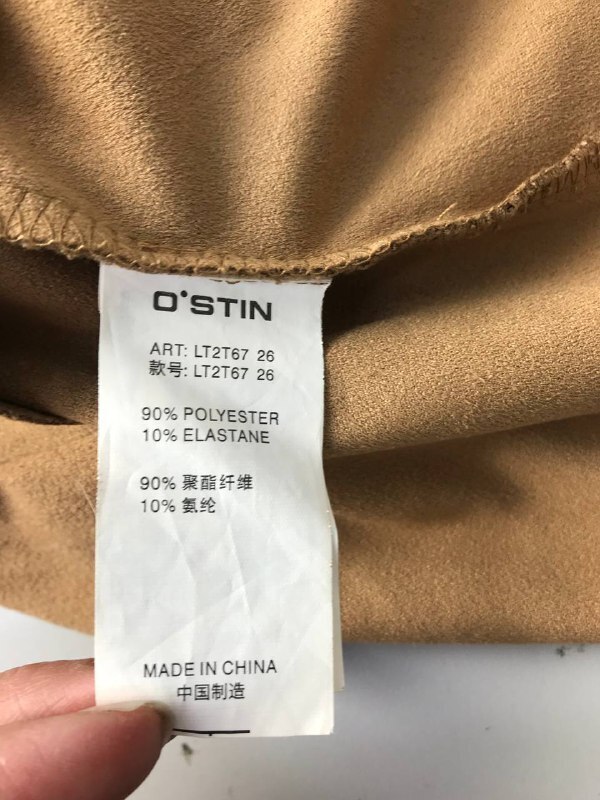 O'STIN
ART: LT2T67 26
款号: LT2T67 26
90% POLYESTER
10% ELASTANE
90% 聚酯纤维
10% 氨纶
MADE IN CHINA
中国制造